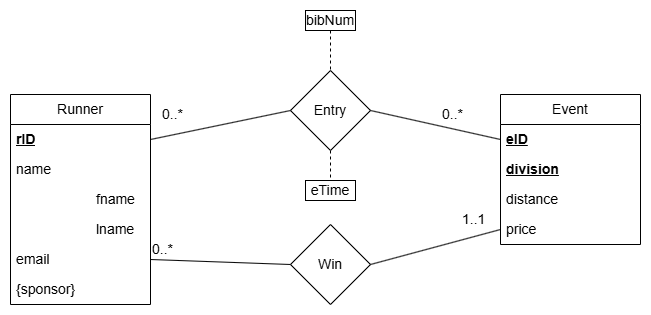 bibNum
Runner
Entry
Event
0..*
0..*
rID
eID
name
division
fname
eTime
distance
lname
1..1
price
0..*
email
Win
{sponsor}